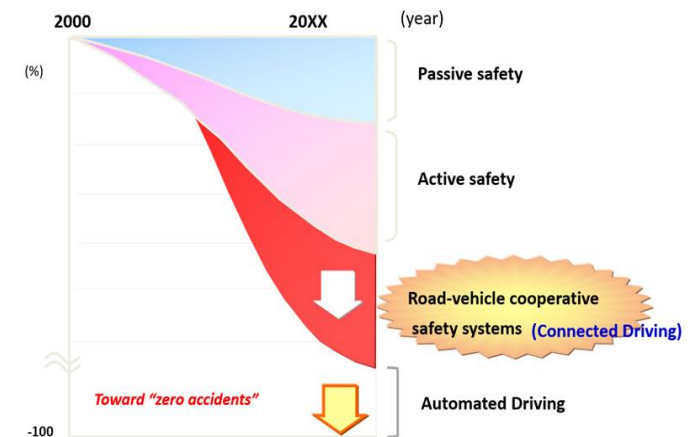 2000 20XX (year)
(%)
Passive safety
Active safety
Road-vehicle cooperative
safety systems (Connected Driving)
Toward “zero accidents”
Automated Driving
-100